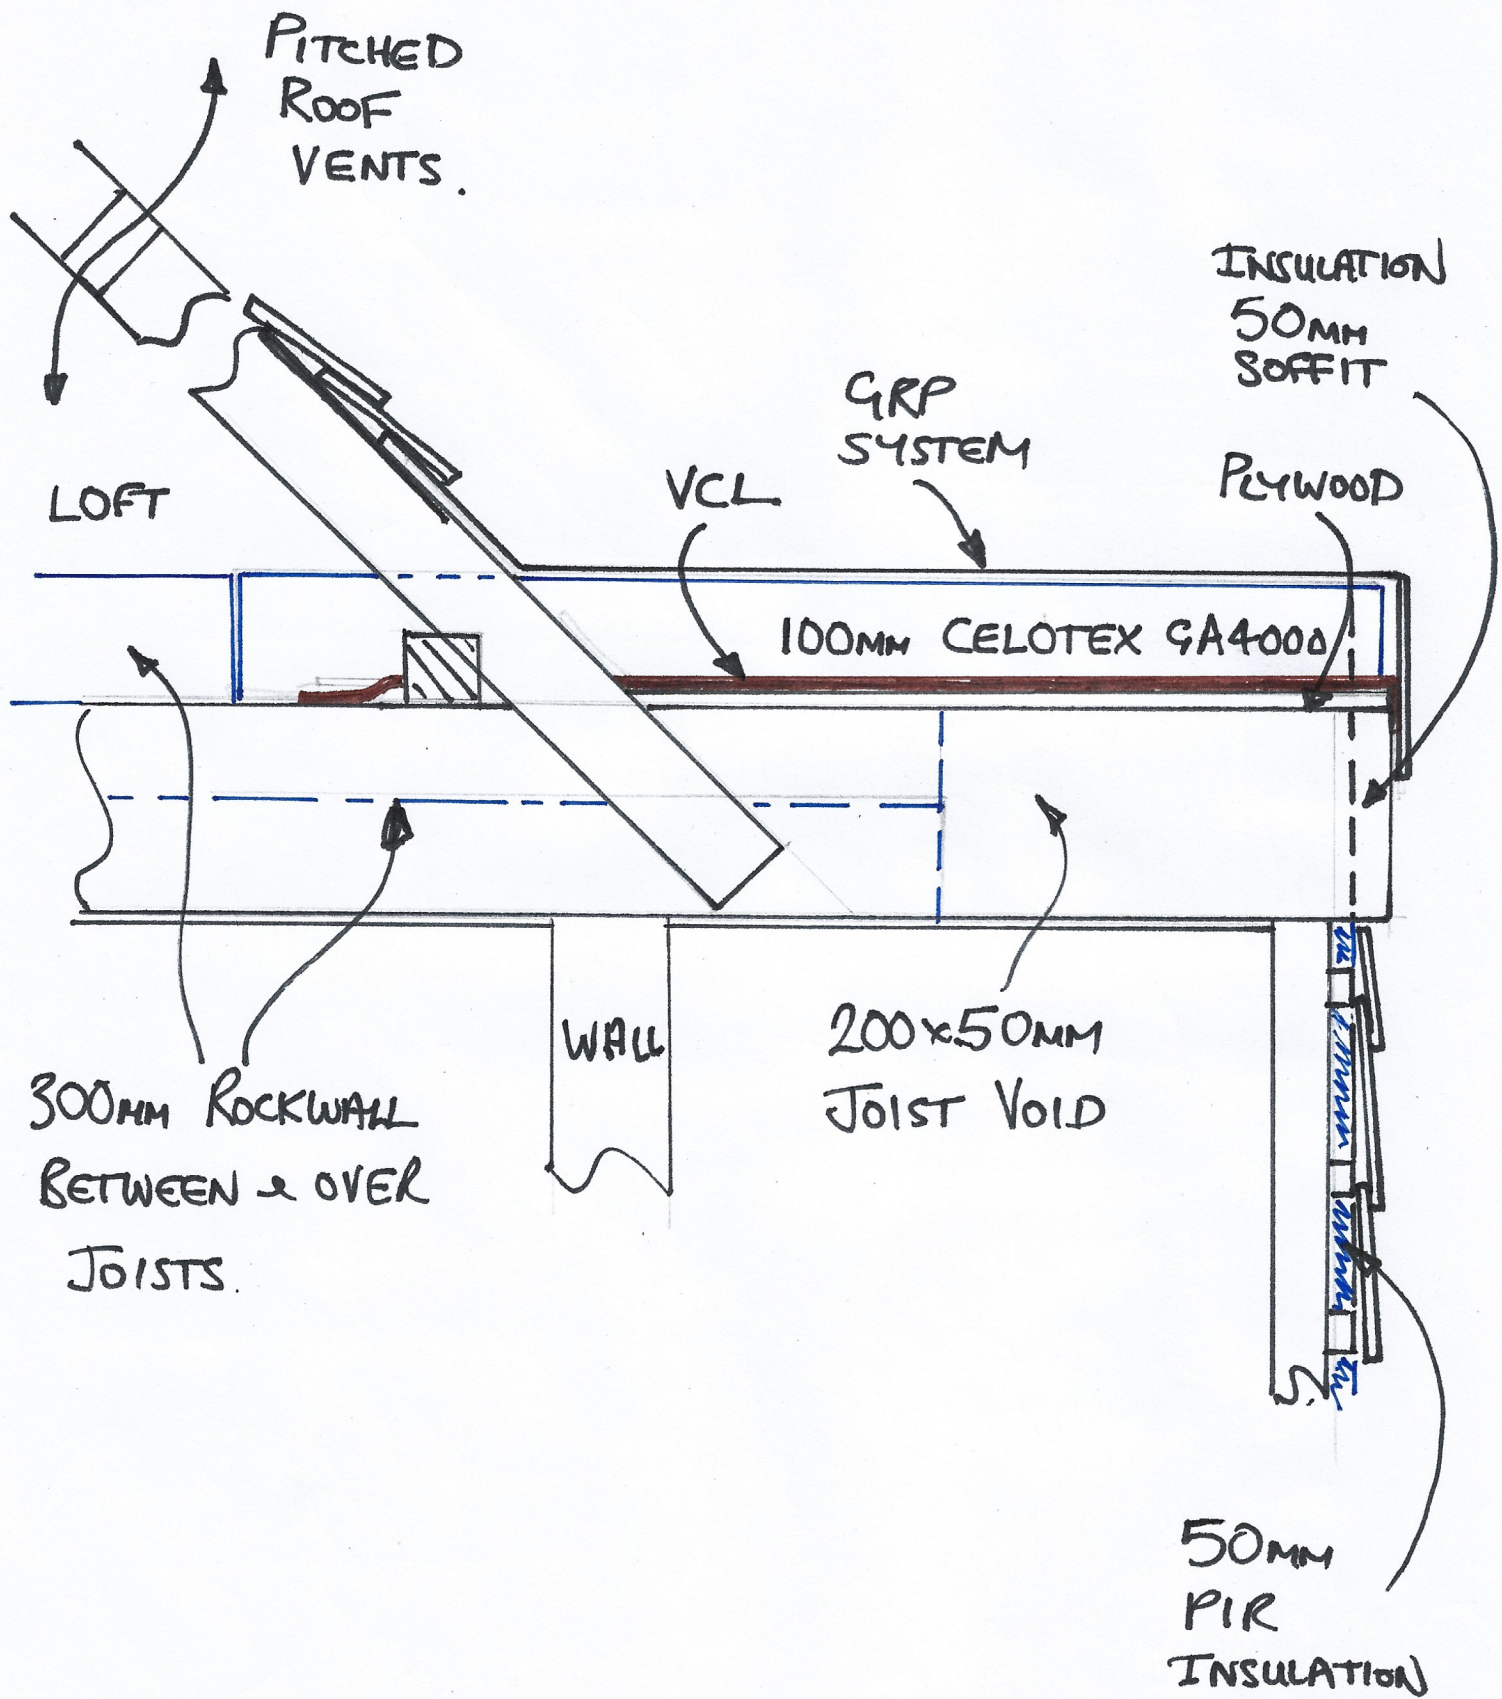 PITCHED
ROOF
VENTS.
INSULATION
50MM
SOFFIT
GRP
SYSTEM
VCL
PLYWOOD
LOFT
100MM CELOTEX GA4000
WALL
200x50MM
JOIST VOID
300MM ROCKWALL
BETWEEN & OVER
JOISTS.
50MM
PIR
INSULATION